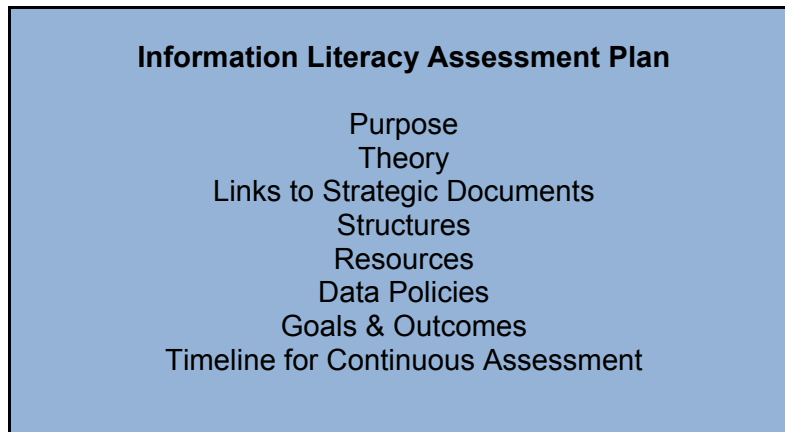 Information Literacy Assessment Plan
Purpose
Theory
Links to Strategic Documents
Structures
Resources
Data Policies
Goals & Outcomes
Timeline for Continuous Assessment